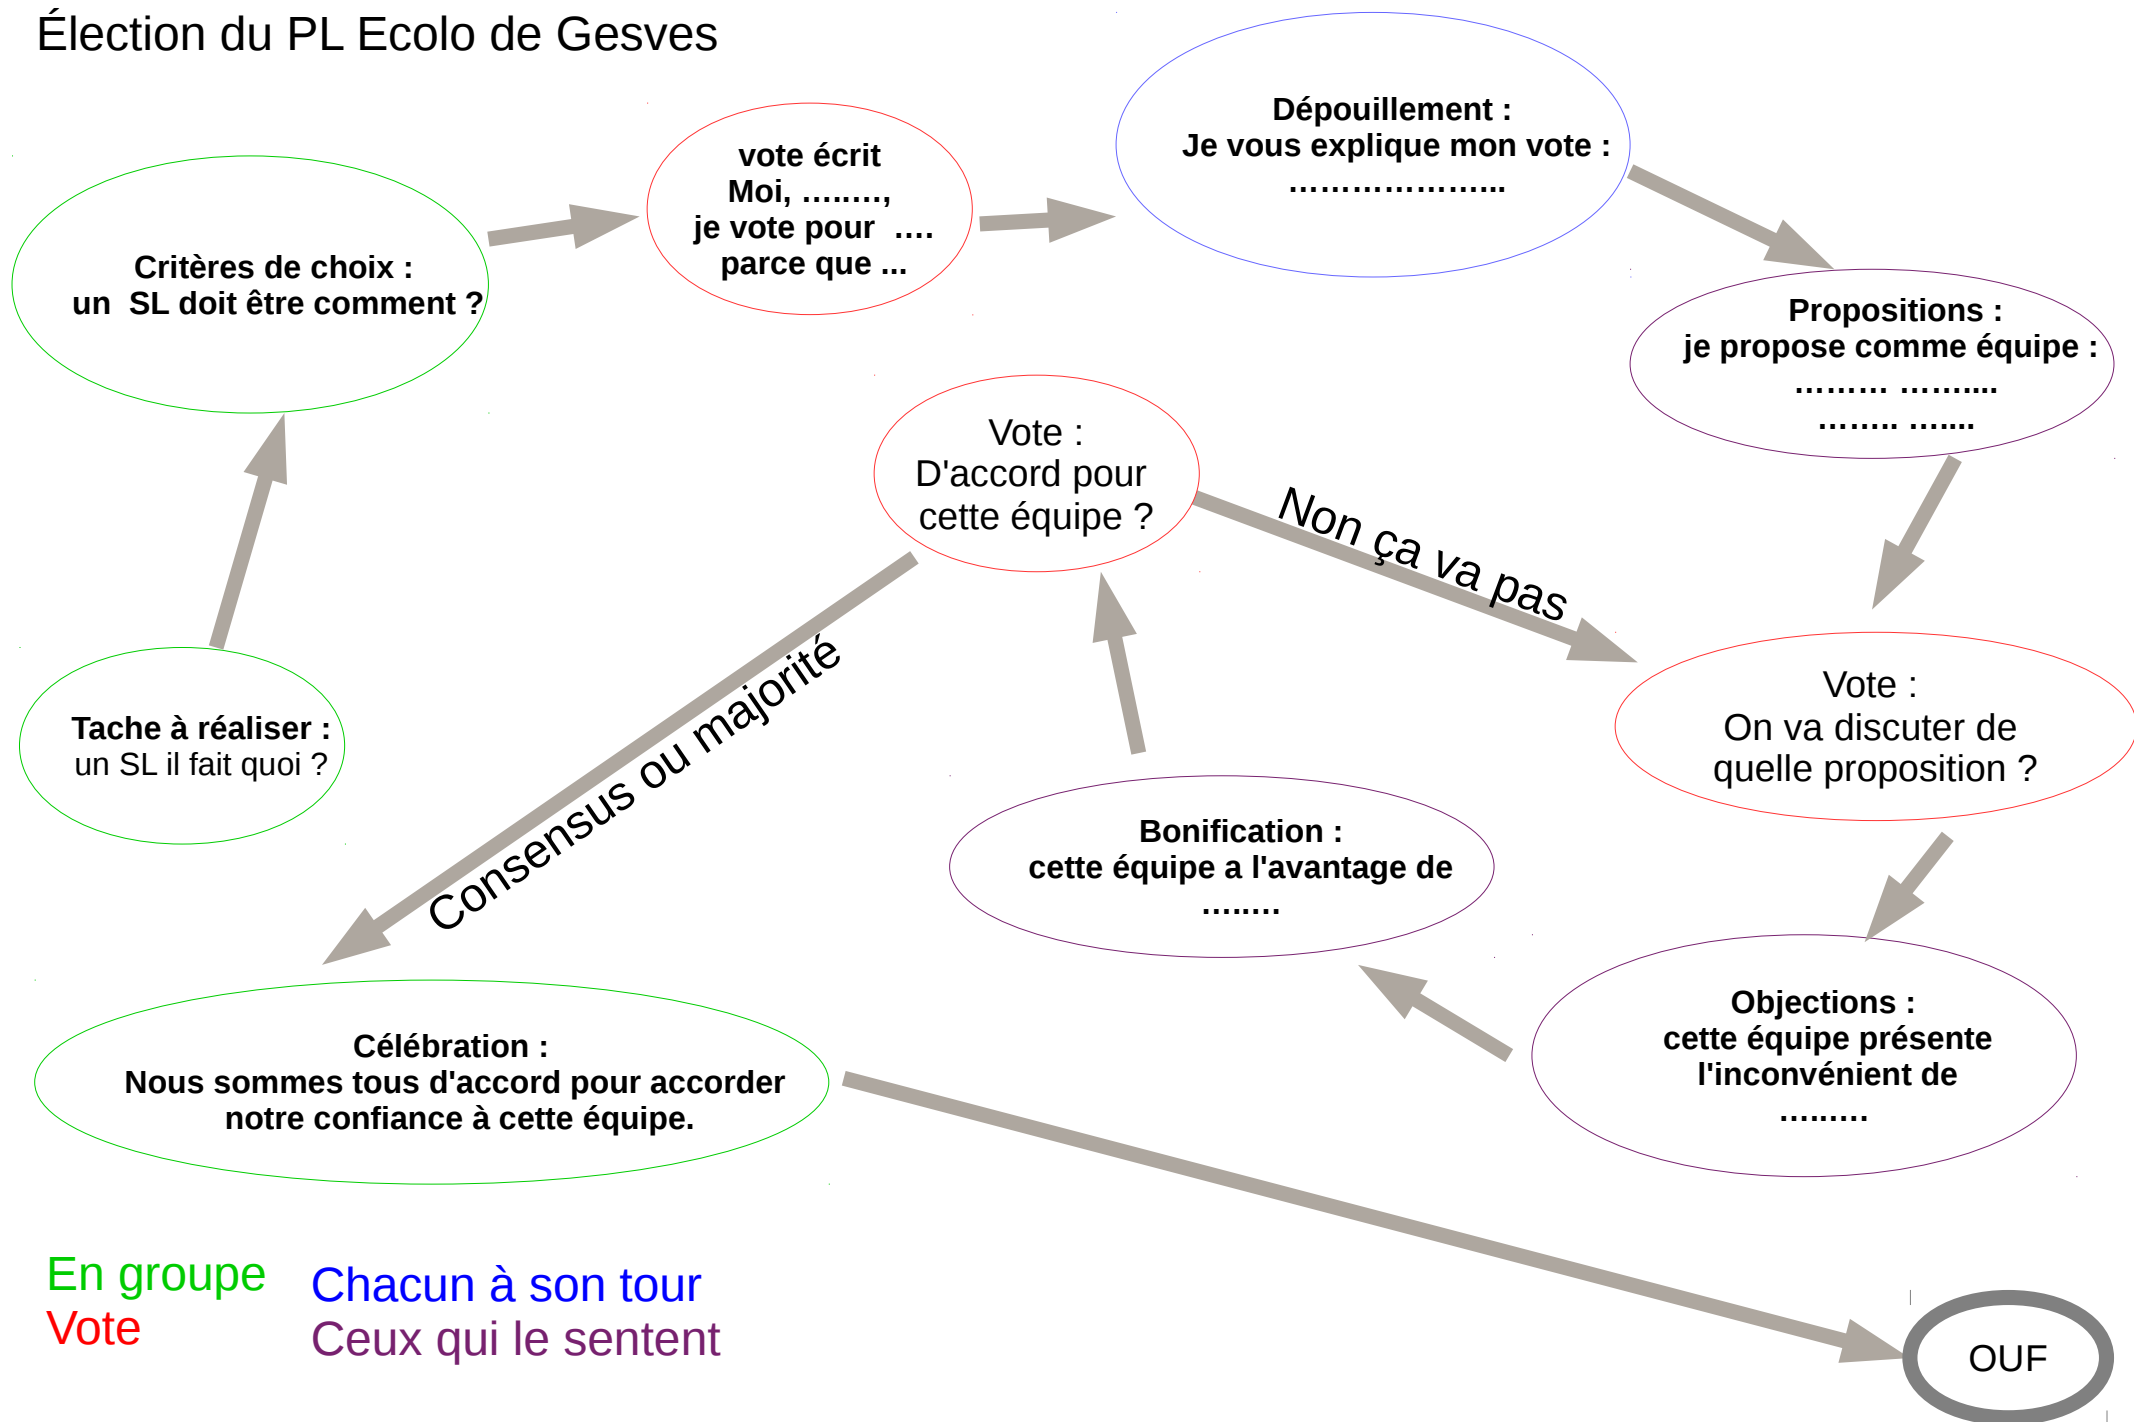 Élection du PL Ecolo de Gesves
Tache à réaliser :
un SL il fait quoi ?
Critères de choix :
un  SL doit être comment ?
vote écrit
Moi, ….….,
je vote pour  ….
parce que ...
Dépouillement :
Je vous explique mon vote :
………………...
Propositions :
je propose comme équipe :
……… ……....
…….. …....
Vote :
On va discuter de
quelle proposition ?
Objections :
cette équipe présente
l'inconvénient de
…..….
Bonification :
cette équipe a l'avantage de
…..…
Vote :
D'accord pour
cette équipe ?
Non ça va pas
Consensus ou majorité
Célébration :
Nous sommes tous d'accord pour accorder
notre confiance à cette équipe.
OUF
En groupe
Vote
Chacun à son tour
Ceux qui le sentent